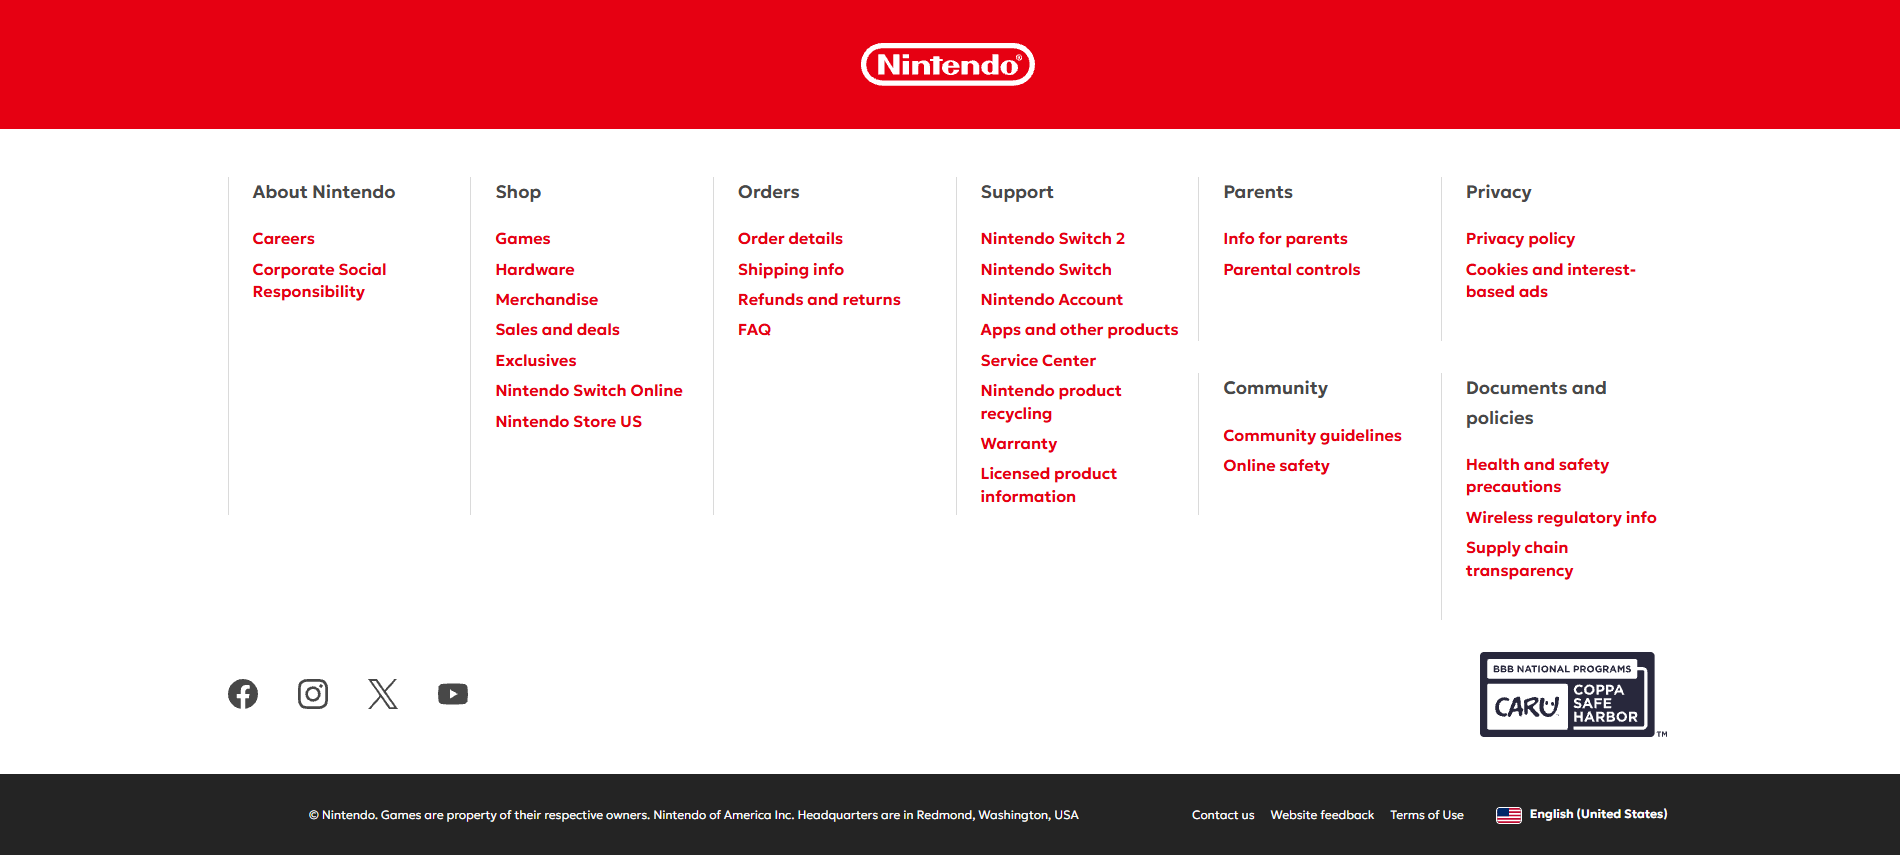 Nintendo®
About Nintendo
Careers
Corporate Social
Responsibility
Shop
Games
Hardware
Merchandise
Sales and deals
Exclusives
Nintendo Switch Online
Nintendo Store US
Orders
Order details
Shipping info
Refunds and returns
FAQ
Support
Nintendo Switch 2
Nintendo Switch
Nintendo Account
Apps and other products
Service Center
Nintendo product
recycling
Warranty
Licensed product
information
Parents
Info for parents
Parental controls
Community
Community guidelines
Online safety
Privacy
Privacy policy
Cookies and interest-
based ads
Documents and
policies
Health and safety
precautions
Wireless regulatory info
Supply chain
transparency
BBB NATIONAL PROGRAMS
CARU
COPPA
SAFE
HARBOR
TM
© Nintendo. Games are property of their respective owners. Nintendo of America Inc. Headquarters are in Redmond, Washington, USA
Contact us
Website feedback
Terms of Use
English (United States)